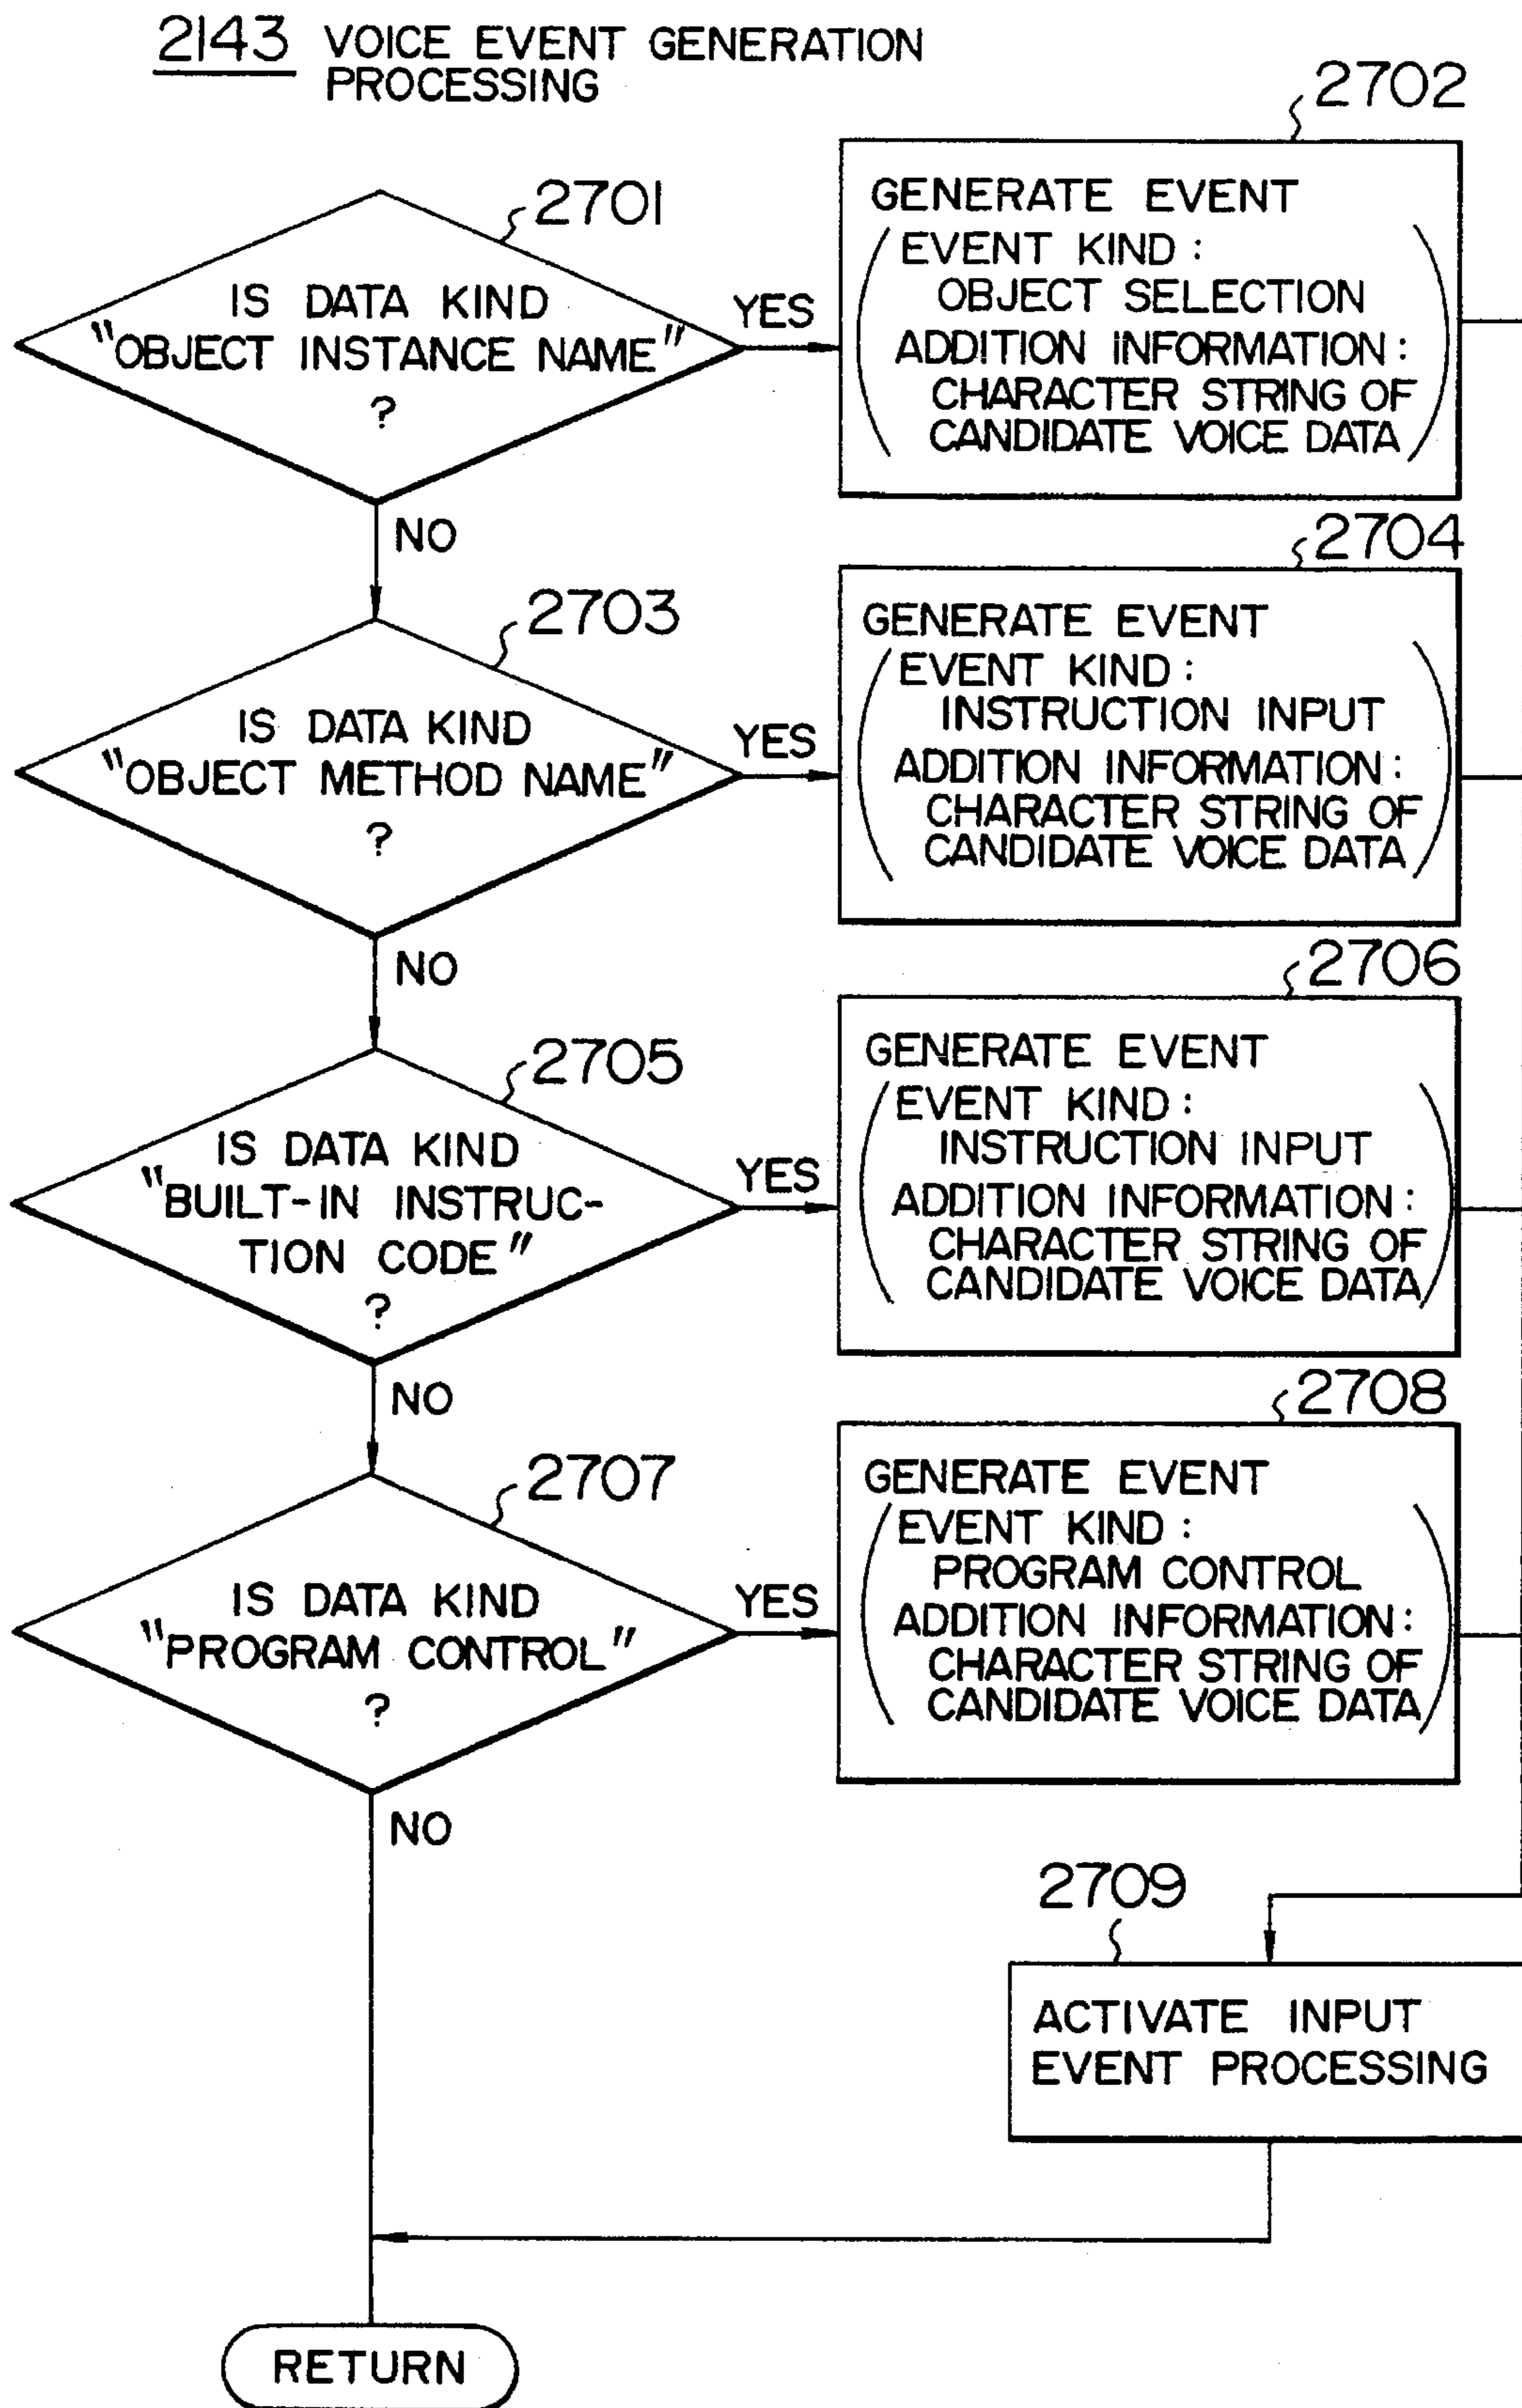 2143 VOICE EVENT GENERATION
PROCESSING
2701
IS DATA KIND
"OBJECT INSTANCE NAME"
?
YES
NO
2702
GENERATE EVENT
(EVENT KIND:
OBJECT SELECTION
ADDITION INFORMATION:
CHARACTER STRING OF
CANDIDATE VOICE DATA)
2703
IS DATA KIND
"OBJECT METHOD NAME"
?
YES
NO
2704
GENERATE EVENT
(EVENT KIND:
INSTRUCTION INPUT
ADDITION INFORMATION:
CHARACTER STRING OF
CANDIDATE VOICE DATA)
2705
IS DATA KIND
"BUILT-IN INSTRUC-
TION CODE"
?
YES
NO
2706
GENERATE EVENT
(EVENT KIND:
INSTRUCTION INPUT
ADDITION INFORMATION:
CHARACTER STRING OF
CANDIDATE VOICE DATA)
2707
IS DATA KIND
"PROGRAM CONTROL"
?
YES
NO
2708
GENERATE EVENT
(EVENT KIND:
PROGRAM CONTROL
ADDITION INFORMATION:
CHARACTER STRING OF
CANDIDATE VOICE DATA)
2709
ACTIVATE INPUT
EVENT PROCESSING
RETURN